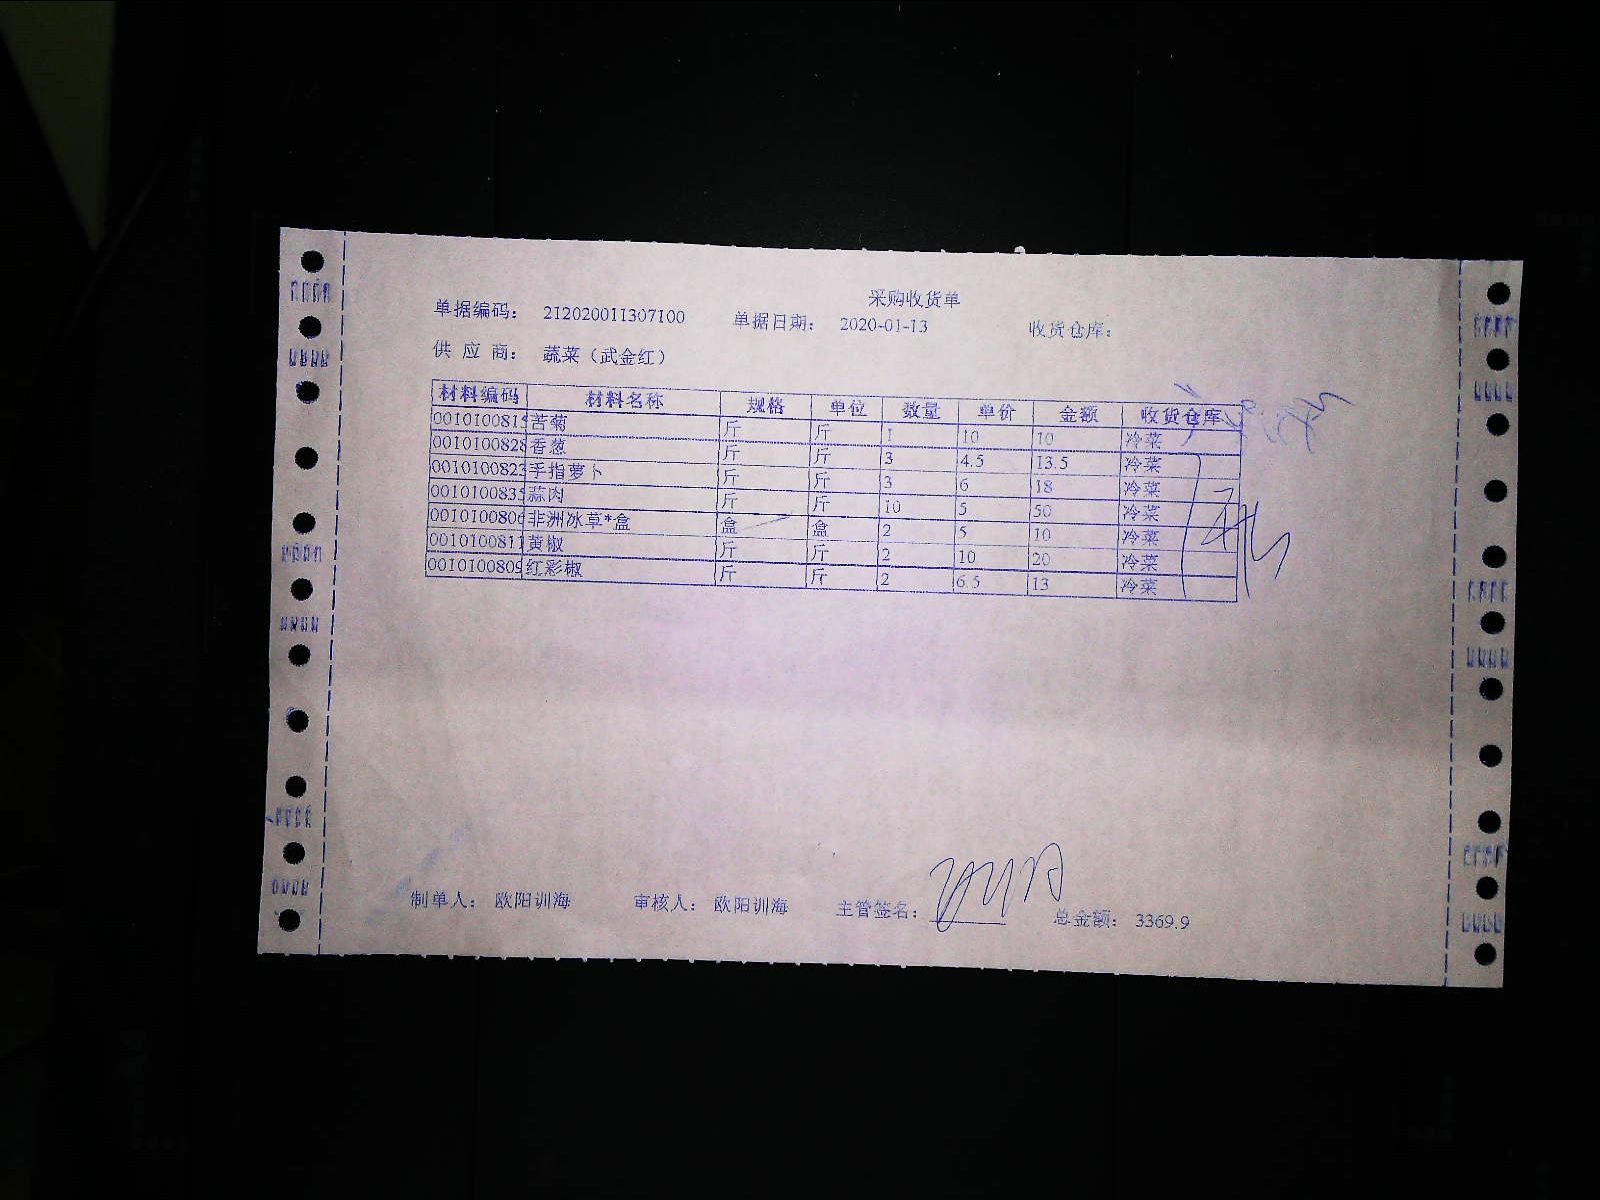 采购收货单
单据编码： 212020011307100 单据日期： 2020-01-13 收货仓库：
供 应 商： 蔬菜（武金红）
材料编码 材料名称 规格 单位 数量 单价 金额 收货仓库
001010081 苦菊 斤 斤 1 10 10 冷菜
001010082 香葱 斤 斤 3 4.5 13.5 冷菜
001010082 手指萝卜 斤 斤 3 6 18 冷菜
001010083 蒜肉 斤 斤 10 5 50 冷菜
001010080 非洲冰草*盒 盒 盒 2 5 10 冷菜
001010081 黄椒 斤 斤 2 10 20 冷菜
001010080 红彩椒 斤 斤 2 6.5 13 冷菜
制单人： 欧阳训海 审核人： 欧阳训海 主管签名： 总金额： 3369.9